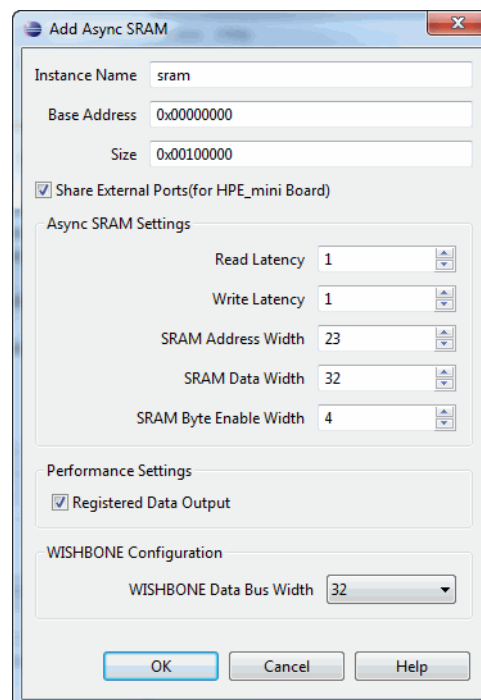 Add Async SRAM
Instance Name sram
Base Address 0x00000000
Size 0x00100000
Share External Ports(for HPE_mini Board)
Async SRAM Settings
Read Latency 1
Write Latency 1
SRAM Address Width 23
SRAM Data Width 32
SRAM Byte Enable Width 4
Performance Settings
Registered Data Output
WISHBONE Configuration
WISHBONE Data Bus Width 32
OK Cancel Help